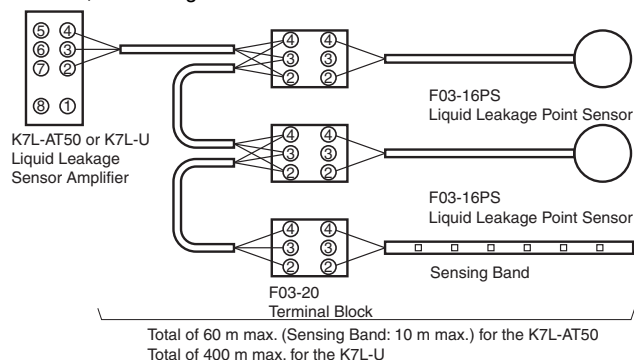 ⑤ ④
⑥ ③
⑦ ②
⑧ ①
K7L-AT50 or K7L-U
Liquid Leakage
Sensor Amplifier
④ ④
③ ③
② ②
F03-16PS
Liquid Leakage Point Sensor
④ ④
③ ③
② ②
F03-16PS
Liquid Leakage Point Sensor
④ ④
③ ③
② ②
F03-20
Terminal Block
Sensing Band
Total of 60 m max. (Sensing Band: 10 m max.) for the K7L-AT50
Total of 400 m max. for the K7L-U